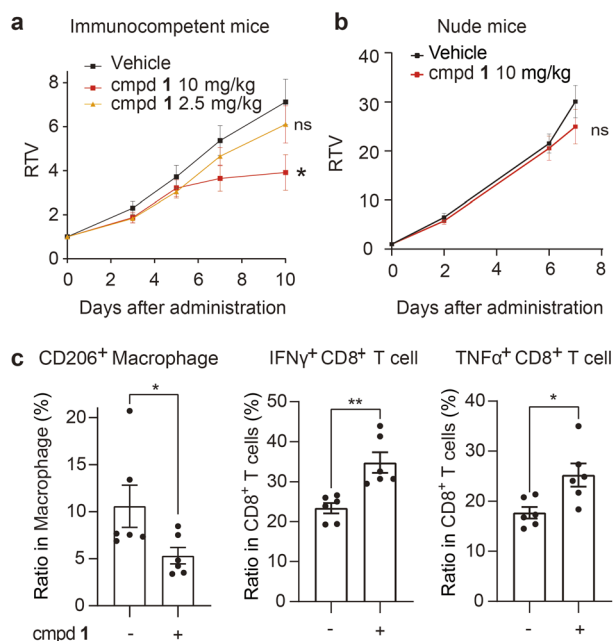 a Immunocompetent mice
Vehicle
cmpd 1 10 mg/kg
cmpd 1 2.5 mg/kg
8
6
4
2
0
RTV
ns
*
0 2 4 6 8 10
Days after administration
b Nude mice
Vehicle
cmpd 1 10 mg/kg
40
30
20
10
0
RTV
ns
0 2 4 6 8
Days after administration
c CD206+ Macrophage
*
20
15
10
5
0
Ratio in Macrophage (%)
cmpd 1 - +
IFNγ+ CD8+ T cell
**
50
40
30
20
10
0
Ratio in CD8+ T cells (%)
- +
TNFα+ CD8+ T cell
*
40
30
20
10
0
Ratio in CD8+ T cells (%)
- +